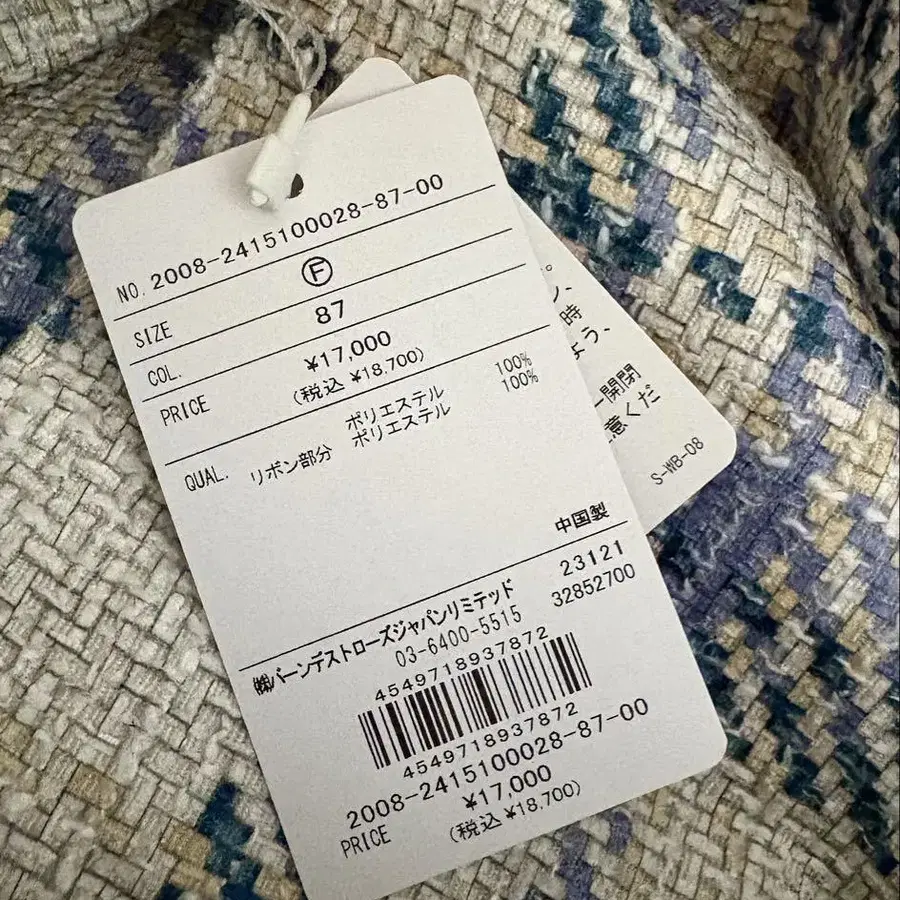 NO. 2008-2415100028-87-00
SIZE Ⓕ
COL. 87
PRICE ¥17,000
(税込 ¥18,700)
QUAL. ポリエステル 100%
リボン部分 ポリエステル 100%
中国製
23121
㈱バーンデストローズジャパンリミテッド 32852700
03-6400-5515
4549718937872
4549718937872
2008-2415100028-87-00
PRICE ¥17,000
(税込 ¥18,700)
時
よう、
開閉
意くだ
S-WB-08